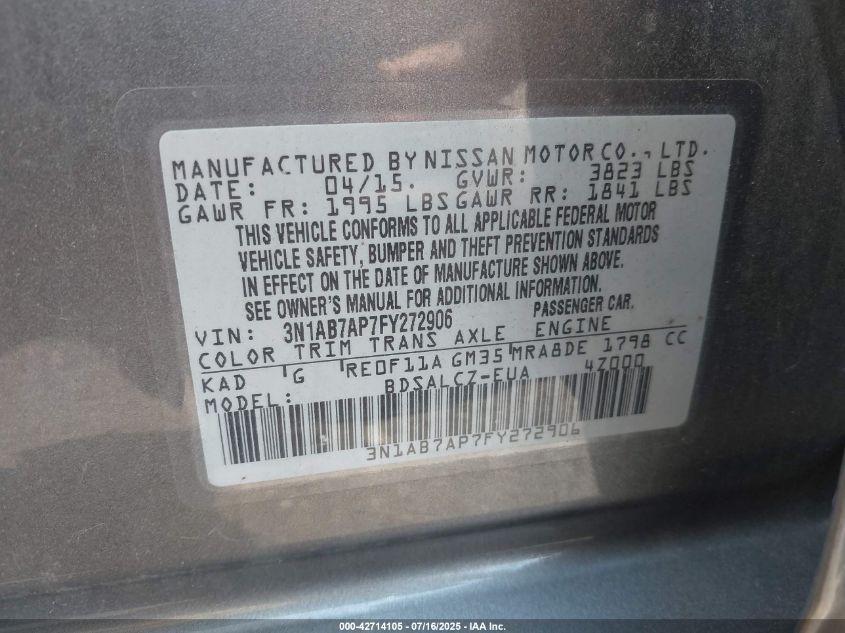 MANUFACTURED BY NISSAN MOTOR CO., LTD.
DATE: 04/15. GVWR: 3823 LBS
GAWR FR: 1995 LBS GAWR RR: 1841 LBS
THIS VEHICLE CONFORMS TO ALL APPLICABLE FEDERAL MOTOR
VEHICLE SAFETY, BUMPER AND THEFT PREVENTION STANDARDS
IN EFFECT ON THE DATE OF MANUFACTURE SHOWN ABOVE.
SEE OWNER'S MANUAL FOR ADDITIONAL INFORMATION.
VIN: 3N1AB7AP7FY272906 PASSENGER CAR.
COLOR TRIM TRANS AXLE ENGINE
KAD G RE0F11A GM35 MRA8DE 1798 CC
MODEL: BDSALCZ-EUA 4Z000
3N1AB7AP7FY272906
000-42714105 - 07/16/2025 - IAA Inc.